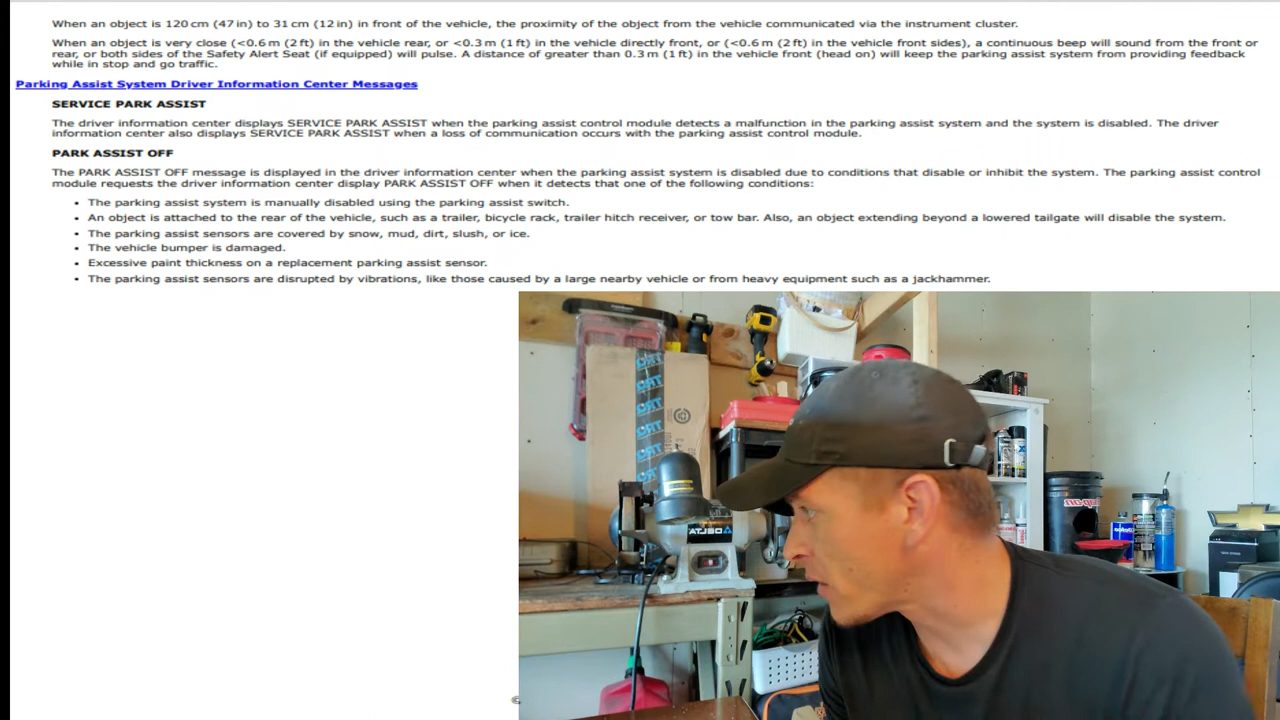 When an object is 120 cm (47 in) to 31 cm (12 in) in front of the vehicle, the proximity of the object from the vehicle communicated via the instrument cluster.
When an object is very close (<0.6 m (2 ft) in the vehicle rear, or <0.3 m (1 ft) in the vehicle directly front, or (<0.6 m (2 ft) in the vehicle front sides), a continuous beep will sound from the front or
rear, or both sides of the Safety Alert Seat (if equipped) will pulse. A distance of greater than 0.3 m (1 ft) in the vehicle front (head on) will keep the parking assist system from providing feedback
while in stop and go traffic.
Parking Assist System Driver Information Center Messages
SERVICE PARK ASSIST
The driver information center displays SERVICE PARK ASSIST when the parking assist control module detects a malfunction in the parking assist system and the system is disabled. The driver
information center also displays SERVICE PARK ASSIST when a loss of communication occurs with the parking assist control module.
PARK ASSIST OFF
The PARK ASSIST OFF message is displayed in the driver information center when the parking assist system is disabled due to conditions that disable or inhibit the system. The parking assist control
module requests the driver information center display PARK ASSIST OFF when it detects that one of the following conditions:
• The parking assist system is manually disabled using the parking assist switch.
• An object is attached to the rear of the vehicle, such as a trailer, bicycle rack, trailer hitch receiver, or tow bar. Also, an object extending beyond a lowered tailgate will disable the system.
• The parking assist sensors are covered by snow, mud, dirt, slush, or ice.
• The vehicle bumper is damaged.
• Excessive paint thickness on a replacement parking assist sensor.
• The parking assist sensors are disrupted by vibrations, like those caused by a large nearby vehicle or from heavy equipment such as a jackhammer.
TRQ
TRQ
TRQ
TRQ
TRQ
Snap-on
DELTA